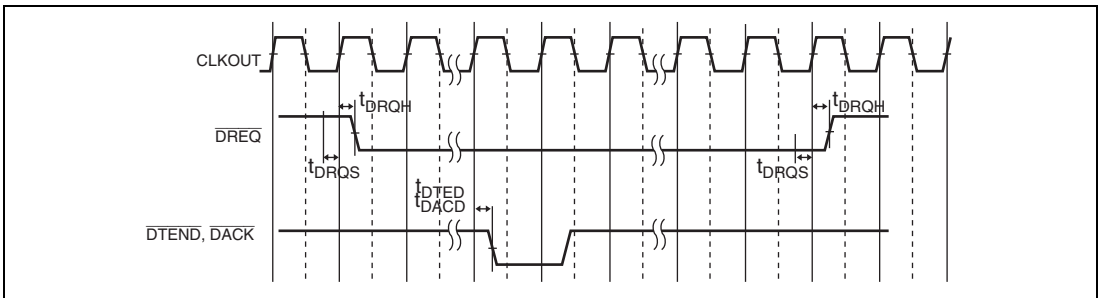 CLKOUT
tDRQH
tDRQH
DREQ
tDRQS
tDRQS
tDTED
tDACD
DTEND, DACK